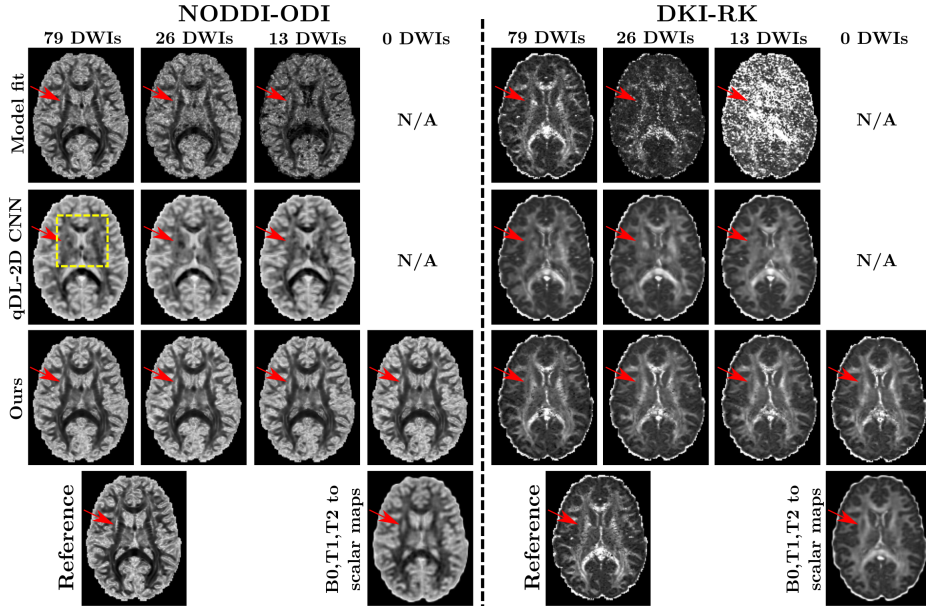 NODDI-ODI
DKI-RK
79 DWIs 26 DWIs 13 DWIs 0 DWIs
79 DWIs 26 DWIs 13 DWIs 0 DWIs
Model fit
N/A
N/A
qDL-2D CNN
N/A
N/A
Ours
Reference
B0,T1,T2 to
scalar maps
Reference
B0,T1,T2 to
scalar maps